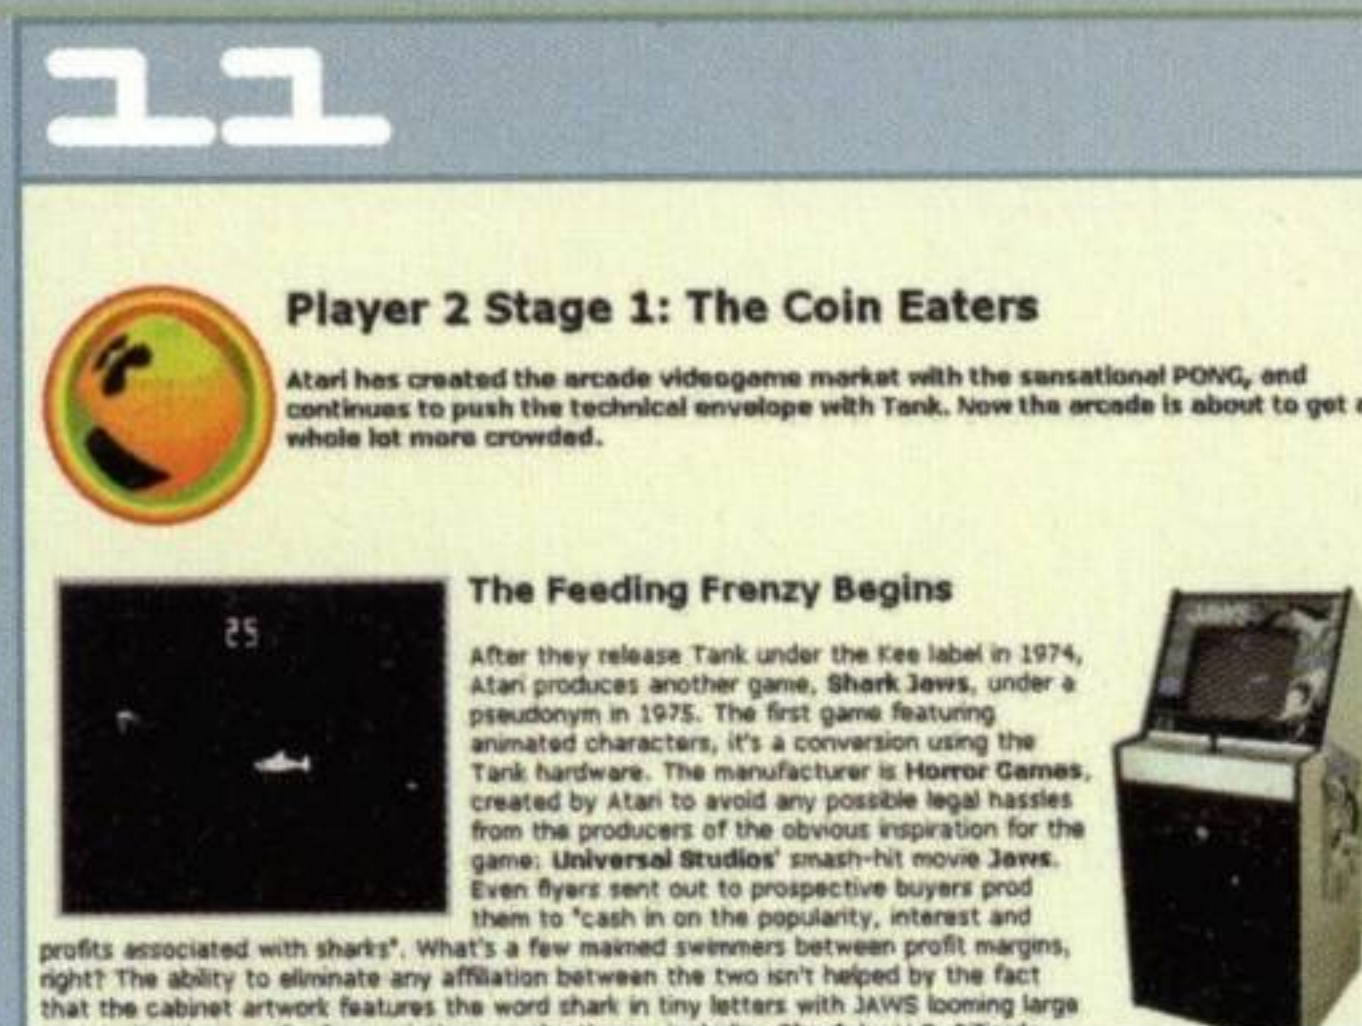 11
Player 2 Stage 1: The Coin Eaters
Atari has created the arcade videogame market with the sensational PONG, and
continues to push the technical envelope with Tank. Now the arcade is about to get a
whole lot more crowded.
25
The Feeding Frenzy Begins
After they release Tank under the Kee label in 1974,
Atari produces another game, Shark Jaws, under a
pseudonym in 1975. The first game featuring
animated characters, it's a conversion using the
Tank hardware. The manufacturer is Horror Games,
created by Atari to avoid any possible legal hassles
from the producers of the obvious inspiration for the
game: Universal Studios' smash-hit movie Jaws.
Even flyers sent out to prospective buyers prod
them to "cash in on the popularity, interest and
profits associated with sharks". What's a few maimed swimmers between profit margins,
right? The ability to eliminate any affiliation between the two isn't helped by the fact
that the cabinet artwork features the word shark in tiny letters with JAWS looming large